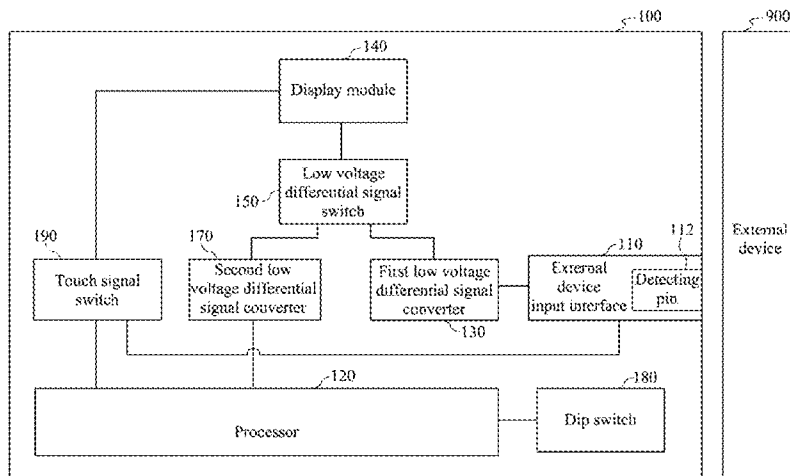 100
900
140
Display module
Low voltage
differential signal
switch
150
190
Touch signal
switch
170
Second low
voltage differential
signal converter
First low voltage
differential signal
converter
130
110
External
device
input interface
112
Detecting
pin
External
device
120
Processor
180
Dip switch